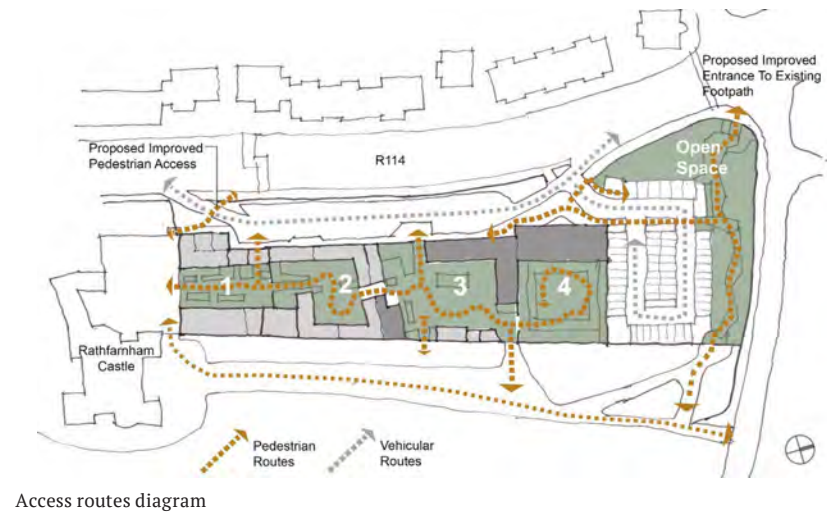 Proposed Improved
Entrance To Existing
Footpath
Proposed Improved
Pedestrian Access
R114
Open
Space
1
2
3
4
Rathfarnham
Castle
Pedestrian
Routes
Vehicular
Routes
Access routes diagram